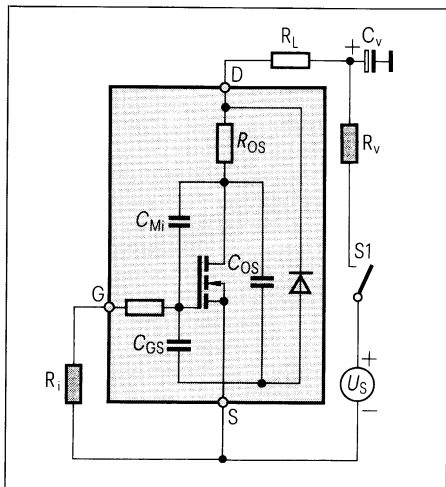 R_L
+
C_v
D
R_OS
R_v
C_Mi
S1
C_OS
G
C_GS
R_i
+
U_S
−
S